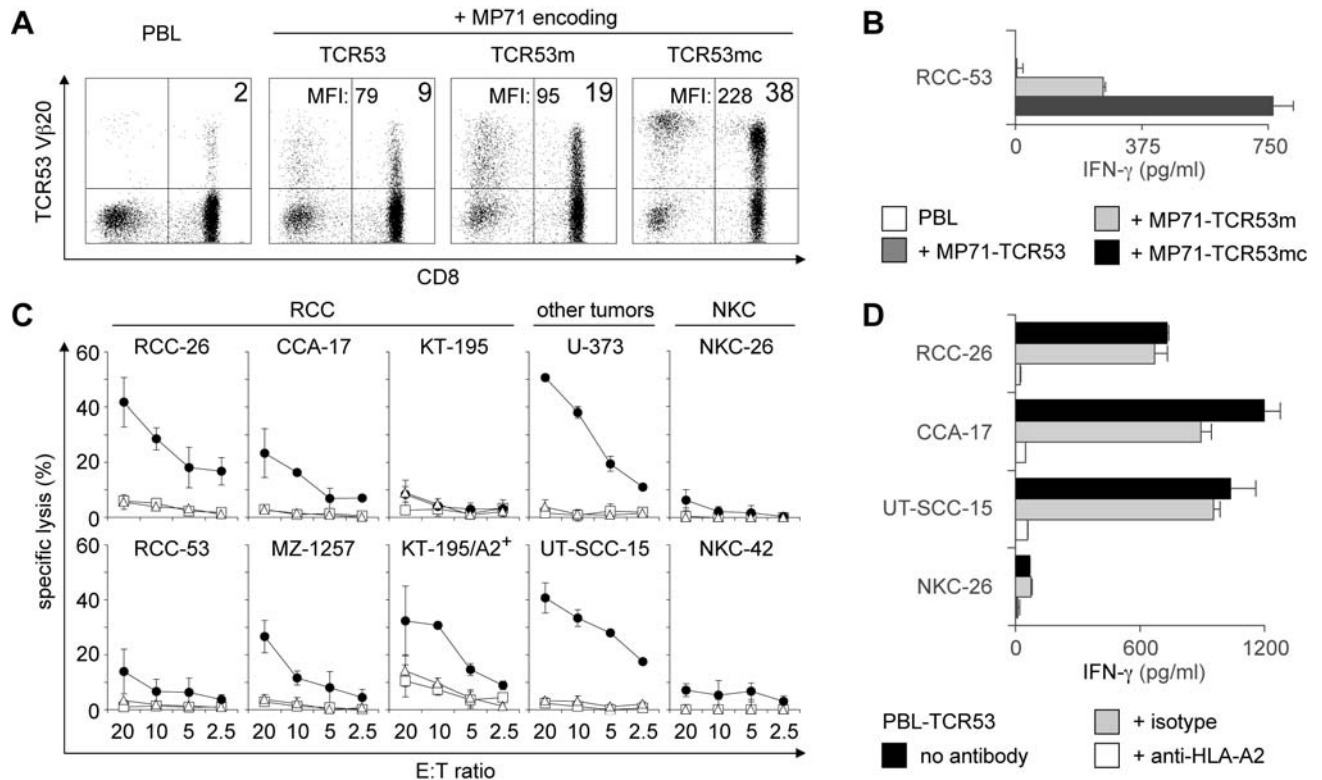 A
PBL
+ MP71 encoding
TCR53
TCR53m
TCR53mc
2
MFI: 79
9
MFI: 95
19
MFI: 228
38
TCR53 Vβ20
CD8
B
RCC-53
0
375
750
IFN-γ (pg/ml)
PBL
+ MP71-TCR53m
+ MP71-TCR53
+ MP71-TCR53mc
C
RCC
other tumors
NKC
RCC-26
CCA-17
KT-195
U-373
NKC-26
60
40
20
0
RCC-53
MZ-1257
KT-195/A2+
UT-SCC-15
NKC-42
60
40
20
0
specific lysis (%)
20 10 5 2.5
20 10 5 2.5
20 10 5 2.5
20 10 5 2.5
20 10 5 2.5
E:T ratio
D
RCC-26
CCA-17
UT-SCC-15
NKC-26
0
600
1200
IFN-γ (pg/ml)
PBL-TCR53
+ isotype
no antibody
+ anti-HLA-A2